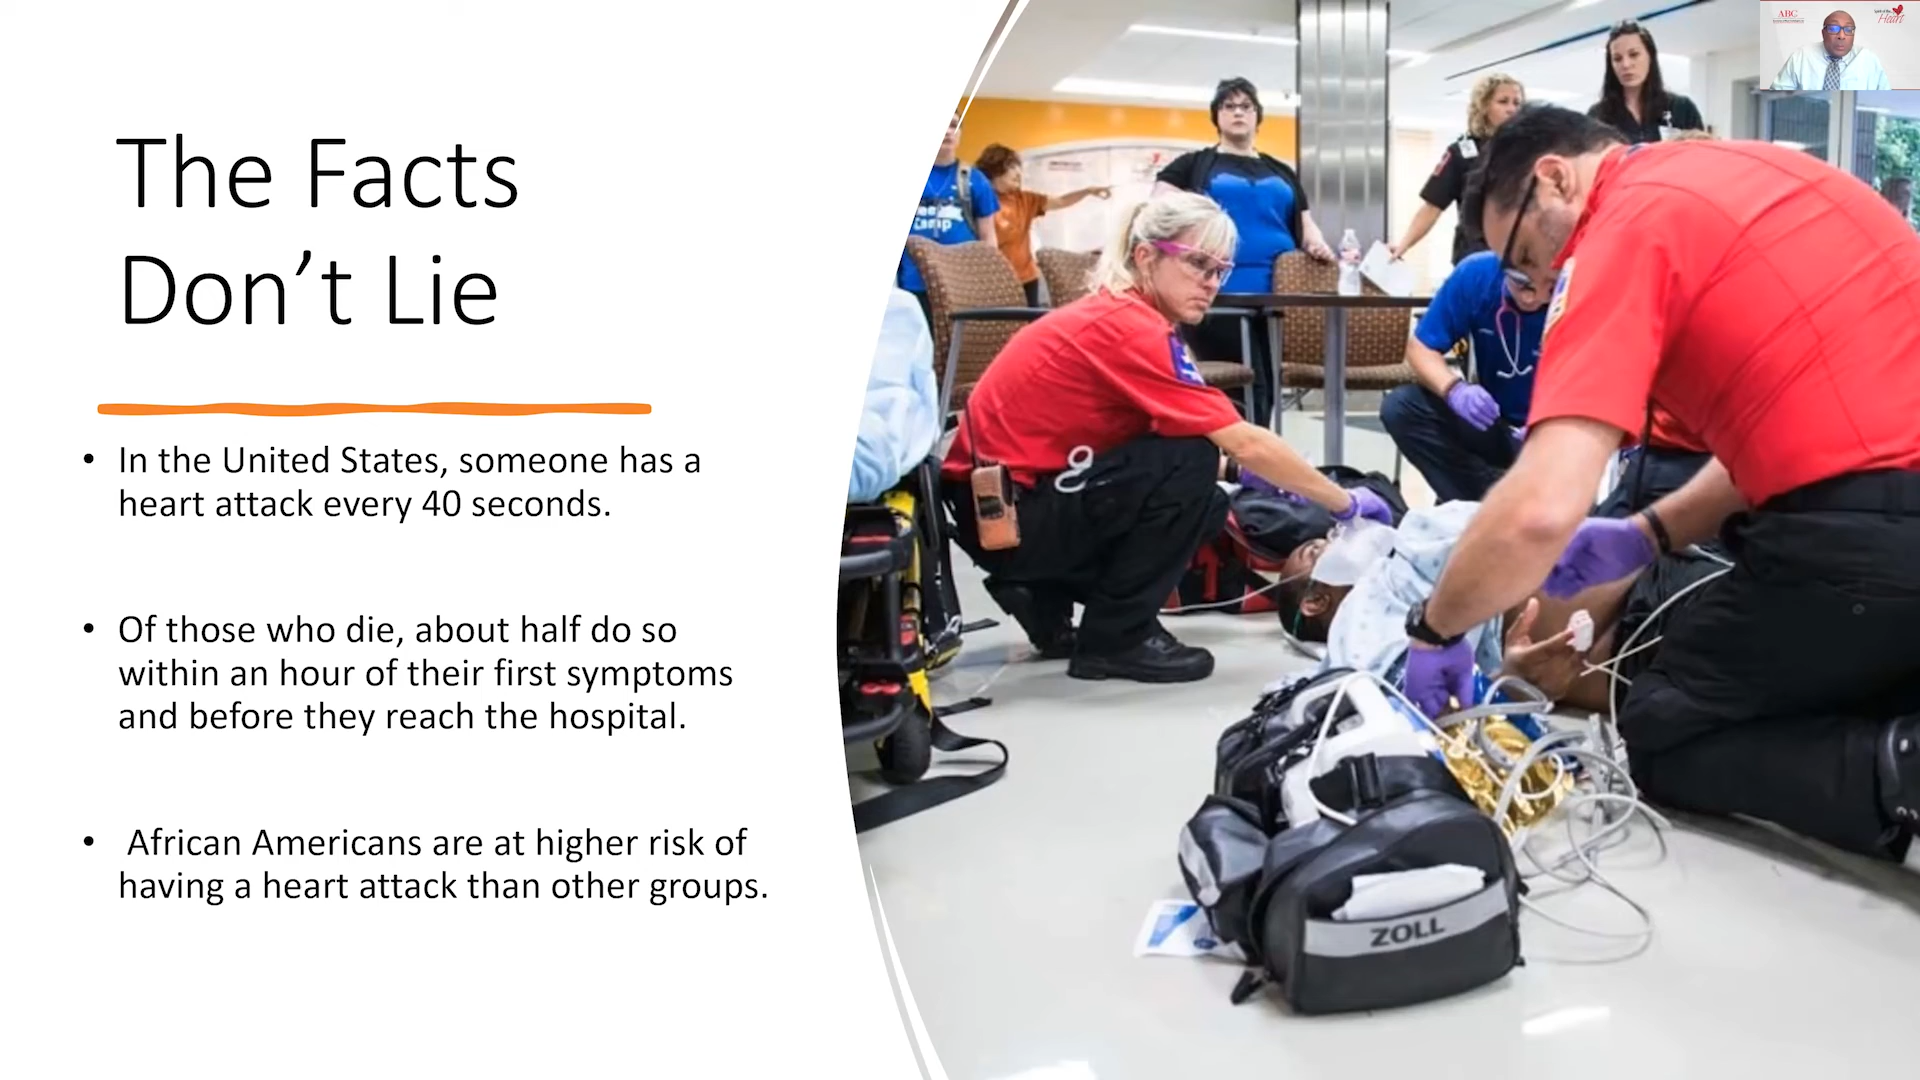 The Facts
Don’t Lie
• In the United States, someone has a
heart attack every 40 seconds.
• Of those who die, about half do so
within an hour of their first symptoms
and before they reach the hospital.
• African Americans are at higher risk of
having a heart attack than other groups.
ABC
Heart
Camp
ZOLL